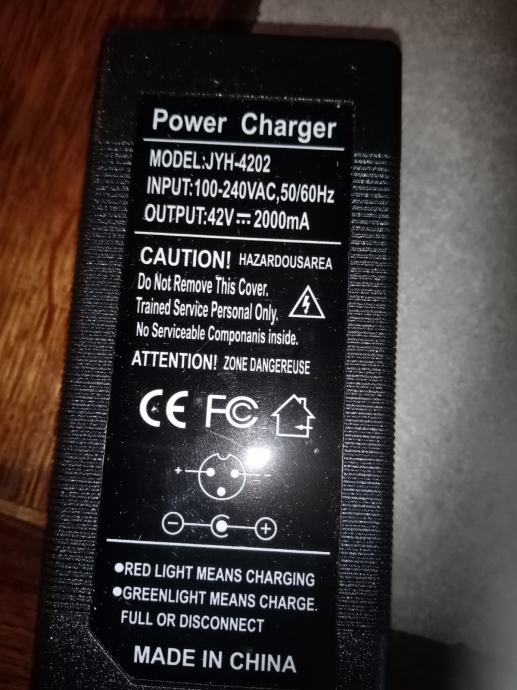 Power Charger
MODEL:JYH-4202
INPUT:100-240VAC,50/60Hz
OUTPUT:42V⎓2000mA
CAUTION! HAZARDOUSAREA
Do Not Remove This Cover.
Trained Service Personal Only.
No Serviceable Componanis inside.
ATTENTION! ZONE DANGEREUSE
CE FC
+ −
− +
●RED LIGHT MEANS CHARGING
●GREENLIGHT MEANS CHARGE.
FULL OR DISCONNECT
MADE IN CHINA